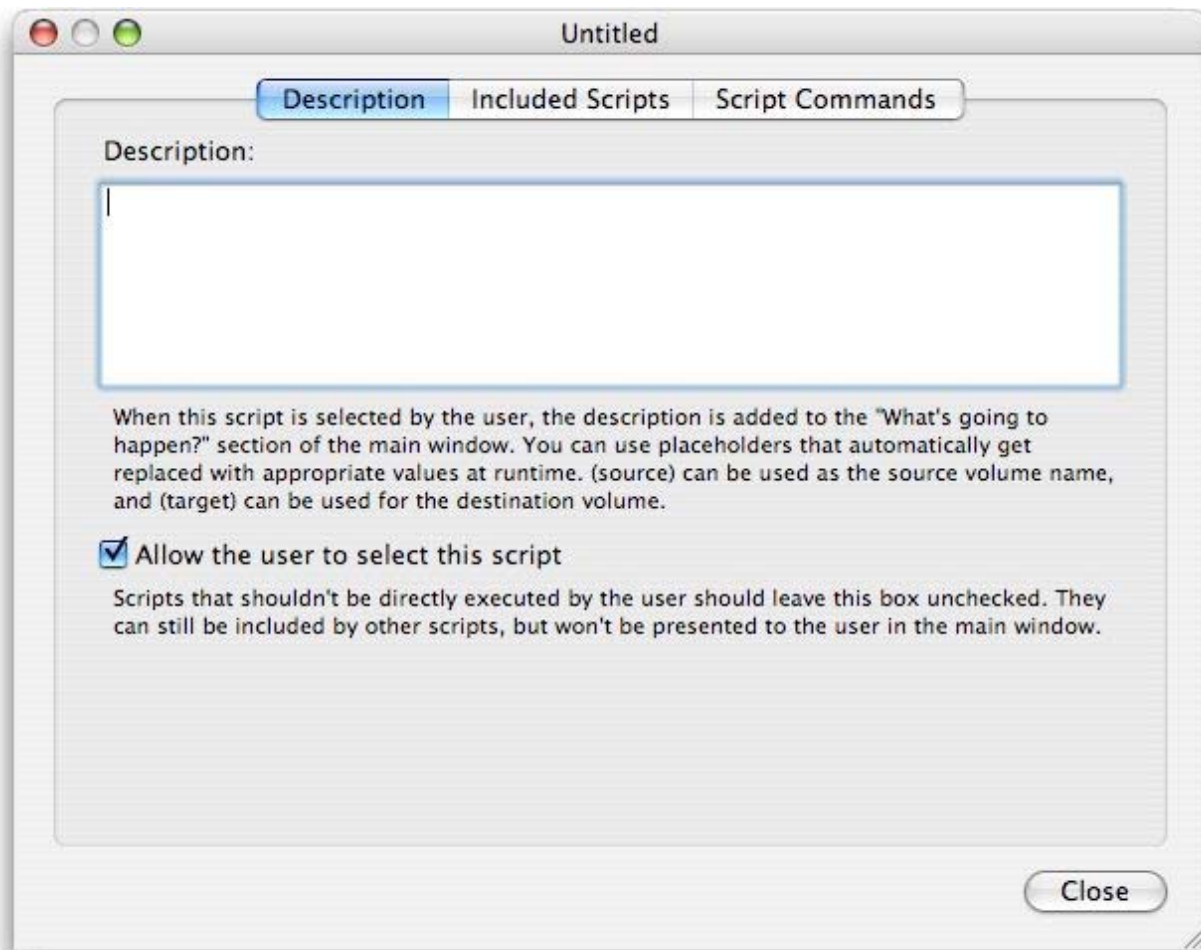 Untitled
Description Included Scripts Script Commands
Description:
When this script is selected by the user, the description is added to the "What's going to
happen?" section of the main window. You can use placeholders that automatically get
replaced with appropriate values at runtime. (source) can be used as the source volume name,
and (target) can be used for the destination volume.
Allow the user to select this script
Scripts that shouldn't be directly executed by the user should leave this box unchecked. They
can still be included by other scripts, but won't be presented to the user in the main window.
Close